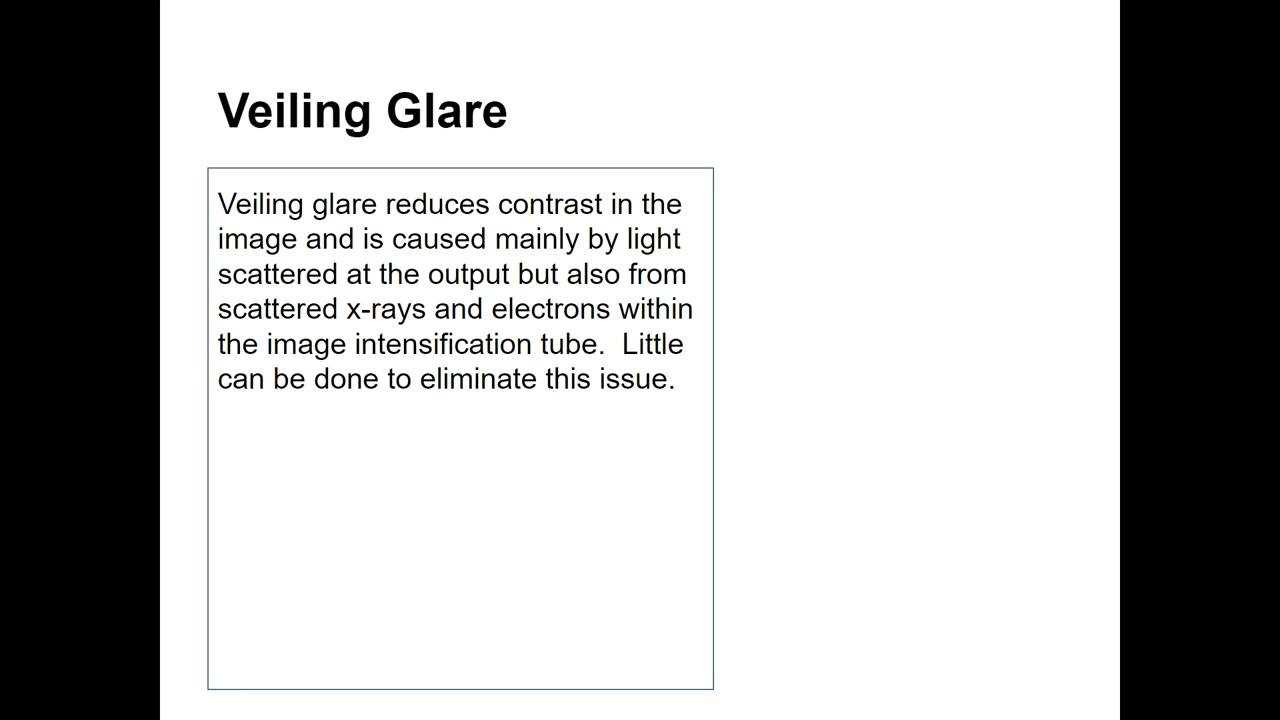 Veiling Glare
Veiling glare reduces contrast in the
image and is caused mainly by light
scattered at the output but also from
scattered x-rays and electrons within
the image intensification tube.  Little
can be done to eliminate this issue.